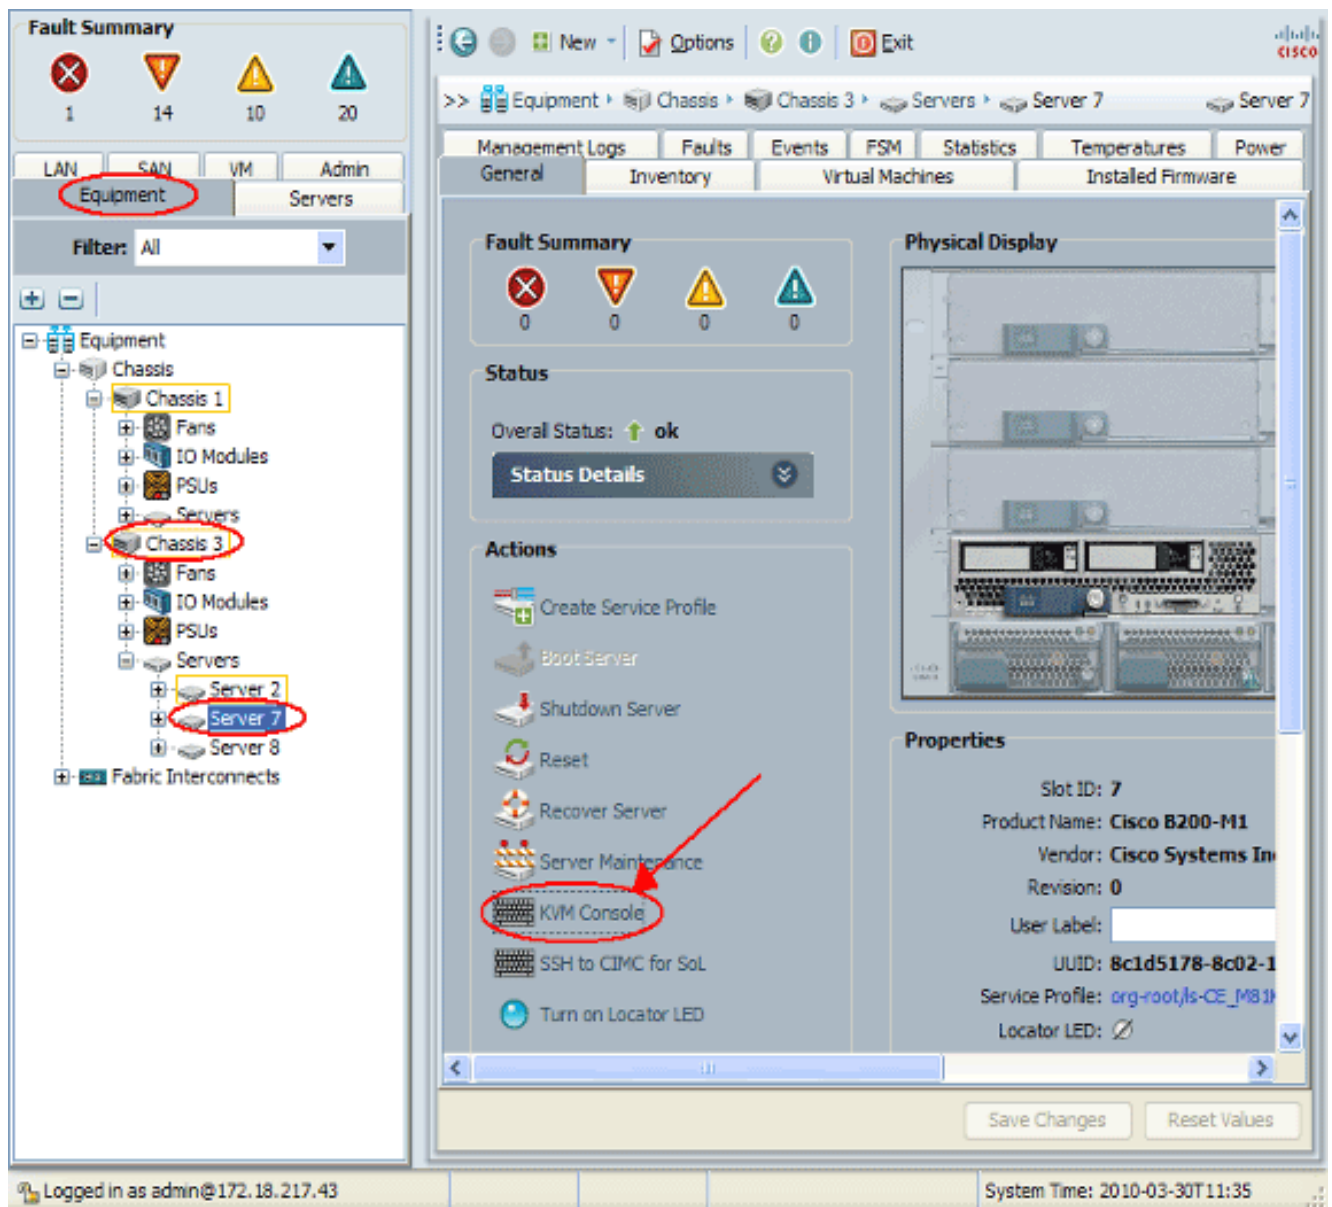 Fault Summary
1 14 10 20
LAN SAN VM Admin
Equipment Servers
Filter: All
Equipment
Chassis
Chassis 1
Fans
IO Modules
PSUs
Servers
Chassis 3
Fans
IO Modules
PSUs
Servers
Server 2
Server 7
Server 8
Fabric Interconnects
New Options Exit
CISCO
>> Equipment Chassis Chassis 3 Servers Server 7 Server 7
Management Logs Faults Events FSM Statistics Temperatures Power
General Inventory Virtual Machines Installed Firmware
Fault Summary
0 0 0 0
Status
Overall Status: ok
Status Details
Actions
Create Service Profile
Boot Server
Shutdown Server
Reset
Recover Server
Server Maintenance
KVM Console
SSH to CIMC for SoL
Turn on Locator LED
Physical Display
Properties
Slot ID: 7
Product Name: Cisco B200-M1
Vendor: Cisco Systems In
Revision: 0
User Label:
UUID: 8c1d5178-8c02-1
Service Profile: org-root/ls-CE_M81
Locator LED:
Save Changes Reset Values
Logged in as admin@172.18.217.43
System Time: 2010-03-30T11:35